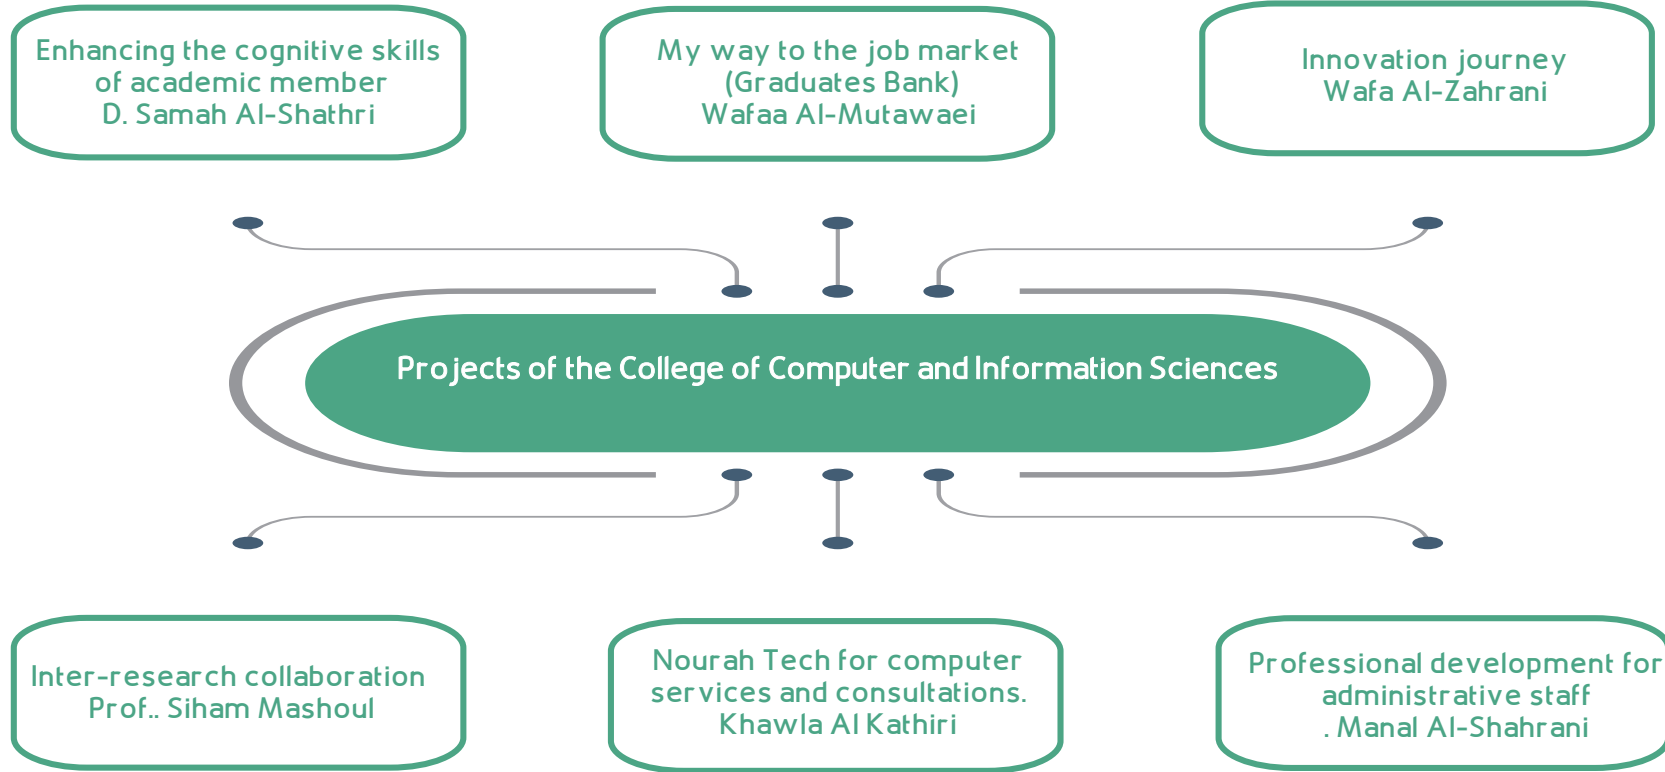 Enhancing the cognitive skills
of academic member
D. Samah Al-Shathri
My way to the job market
(Graduates Bank)
Wafaa Al-Mutawaei
Innovation journey
Wafa Al-Zahrani
Projects of the College of Computer and Information Sciences
Inter-research collaboration
Prof.. Siham Mashoul
Nourah Tech for computer
services and consultations.
Khawla Al Kathiri
Professional development for
administrative staff
. Manal Al-Shahrani